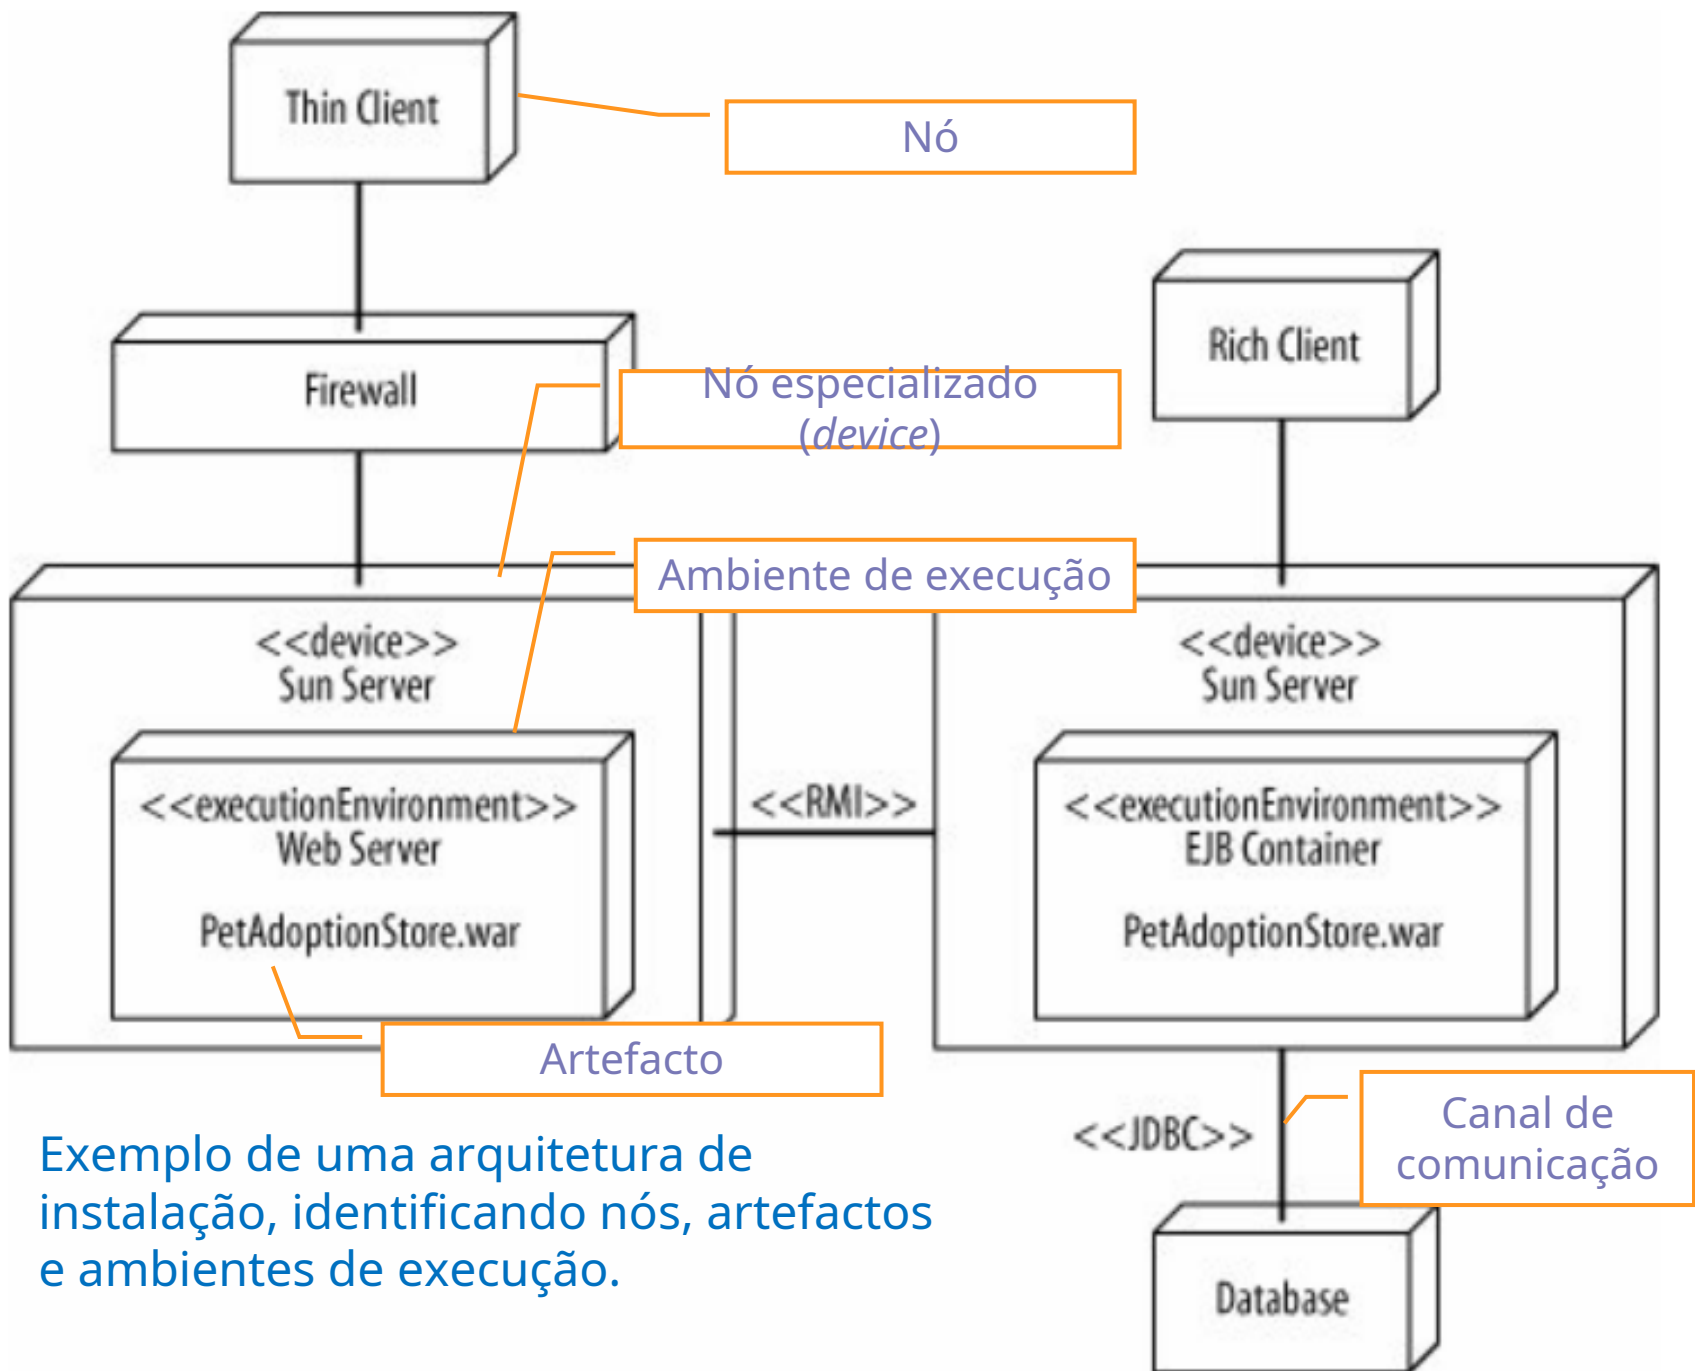 Thin Client
Nó
Rich Client
Firewall
Nó especializado
(device)
Ambiente de execução
<<device>>
Sun Server
<<device>>
Sun Server
<<executionEnvironment>>
Web Server
PetAdoptionStore.war
<<RMI>>
<<executionEnvironment>>
EJB Container
PetAdoptionStore.war
Artefacto
<<JDBC>>
Canal de
comunicação
Exemplo de uma arquitetura de
instalação, identificando nós, artefactos
e ambientes de execução.
Database